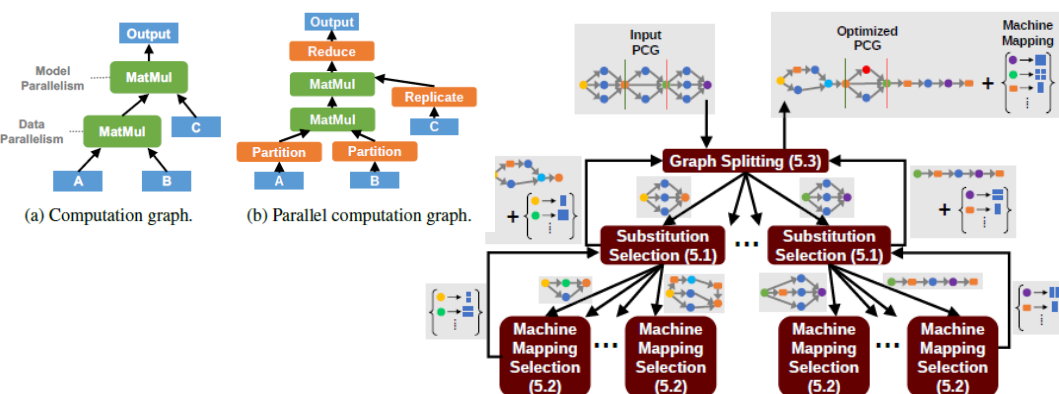 Output
Model
Parallelism
MatMul
Data
Parallelism
MatMul
C
A
B
(a) Computation graph.
Output
Reduce
MatMul
Replicate
MatMul
C
Partition
Partition
A
B
(b) Parallel computation graph.
Input
PCG
Optimized
PCG
Machine
Mapping
+
Graph Splitting (5.3)
+
+
Substitution
Selection (5.1)
...
Substitution
Selection (5.1)
Machine
Mapping
Selection
(5.2)
...
Machine
Mapping
Selection
(5.2)
Machine
Mapping
Selection
(5.2)
...
Machine
Mapping
Selection
(5.2)